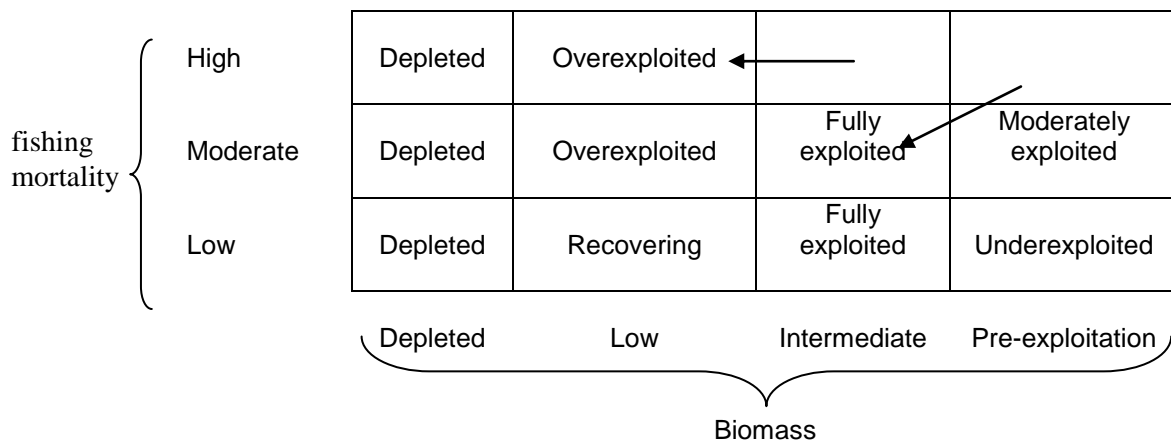 High Depleted Overexploited
fishing mortality
Moderate Depleted Overexploited Fully exploited Moderately exploited
Low Depleted Recovering Fully exploited Underexploited
Depleted Low Intermediate Pre-exploitation
Biomass